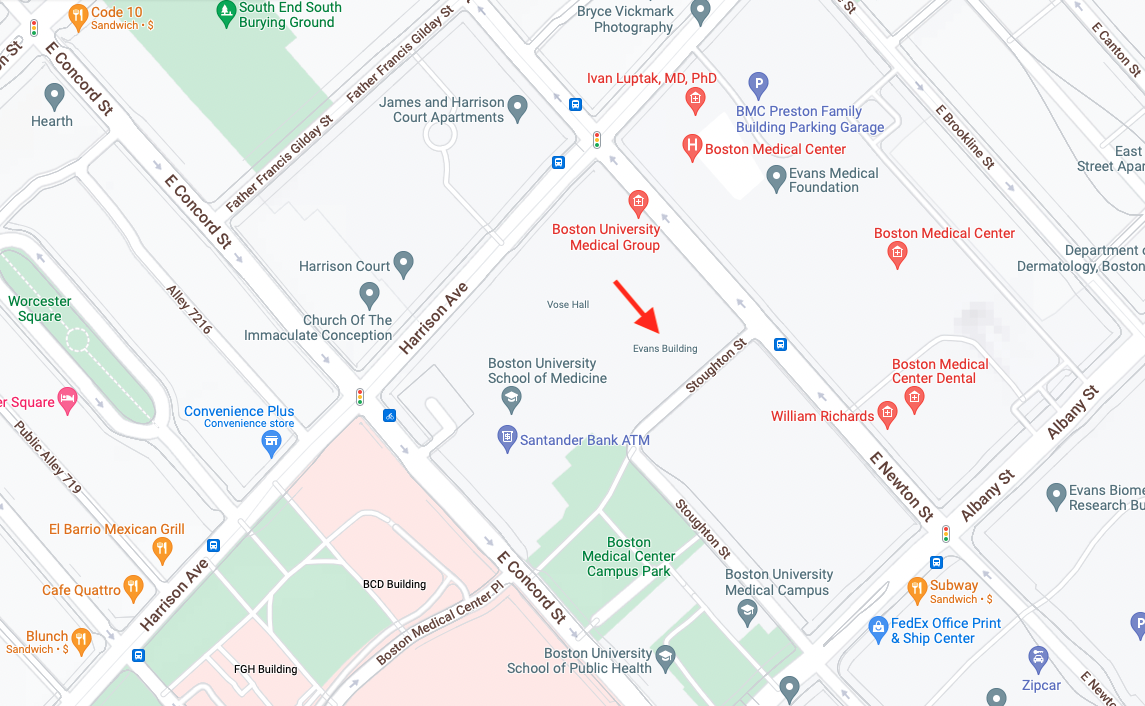 Code 10
Sandwich • $
South End South
Burying Ground
Bryce Vickmark
Photography
E Concord St
Father Francis Gilday St
E Canton St
Hearth
James and Harrison
Court Apartments
Ivan Luptak, MD, PhD
P
BMC Preston Family
Building Parking Garage
E Brookline St
H
Boston Medical Center
Evans Medical
Foundation
East
Street Apar
Father Francis Gilday St
E Concord St
Boston University
Medical Group
Boston Medical Center
Department o
Dermatology, Boston
Harrison Court
Worcester
Square
Alley 7216
Vose Hall
Church Of The
Immaculate Conception
Harrison Ave
Evans Building
Stoughton St
Boston University
School of Medicine
Boston Medical
Center Dental
er Square
Convenience Plus
Convenience store
William Richards
Albany St
Santander Bank ATM
Public Alley 719
E Newton St
Albany St
Evans Biome
Research Bu
El Barrio Mexican Grill
Stoughton St
Boston
Medical Center
Campus Park
BCD Building
E Concord St
Boston University
Medical Campus
Cafe Quattro
Harrison Ave
Subway
Sandwich • $
FedEx Office Print
& Ship Center
P
Blunch
Sandwich • $
Boston Medical Center Pl
FGH Building
Boston University
School of Public Health
Zipcar
E Newto